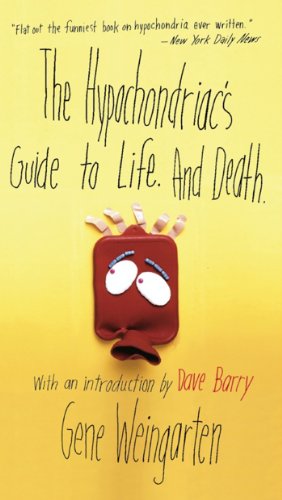 "Flat out the funniest book on hypochondria ever written."
—New York Daily News
The Hypochondriac's
Guide to Life. And Death.
With an introduction by Dave Barry
Gene Weingarten